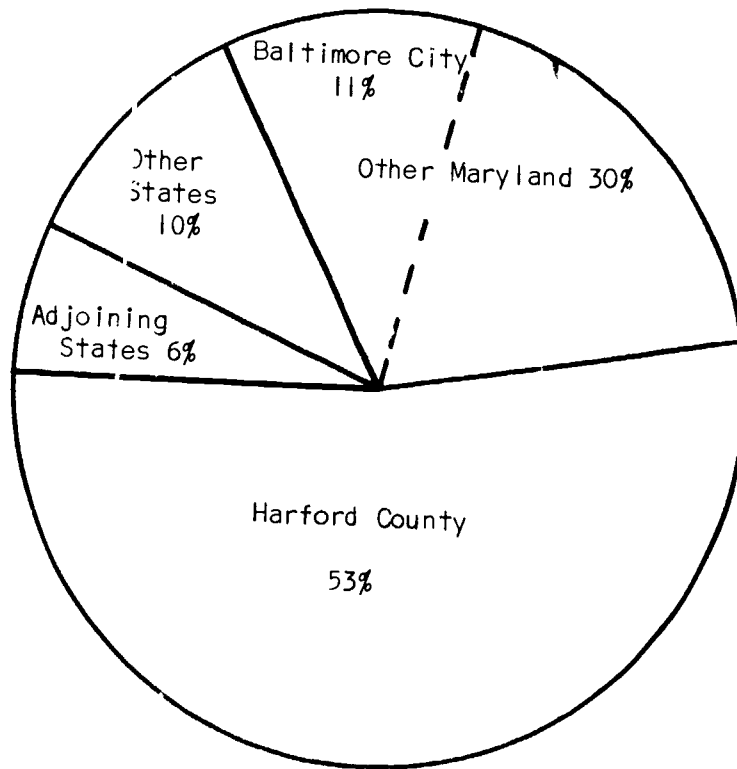 Baltimore City
11%
Other Maryland 30%
Other
States
10%
Adjoining
States 6%
Harford County
53%